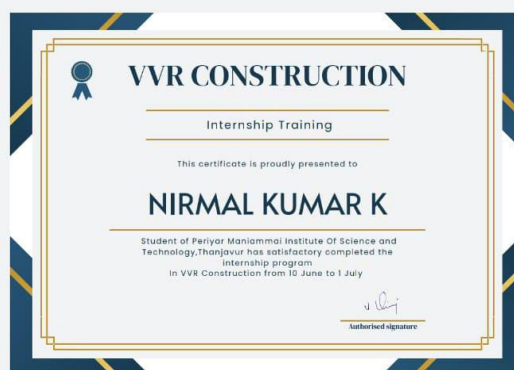 VVR CONSTRUCTION
Internship Training
This certificate is proudly presented to
NIRMAL KUMAR K
Student of Periyar Maniammai Institute Of Science and
Technology,Thanjavur has satisfactory completed the
internship program
In VVR Construction from 10 June to 1 July
Authorised signature